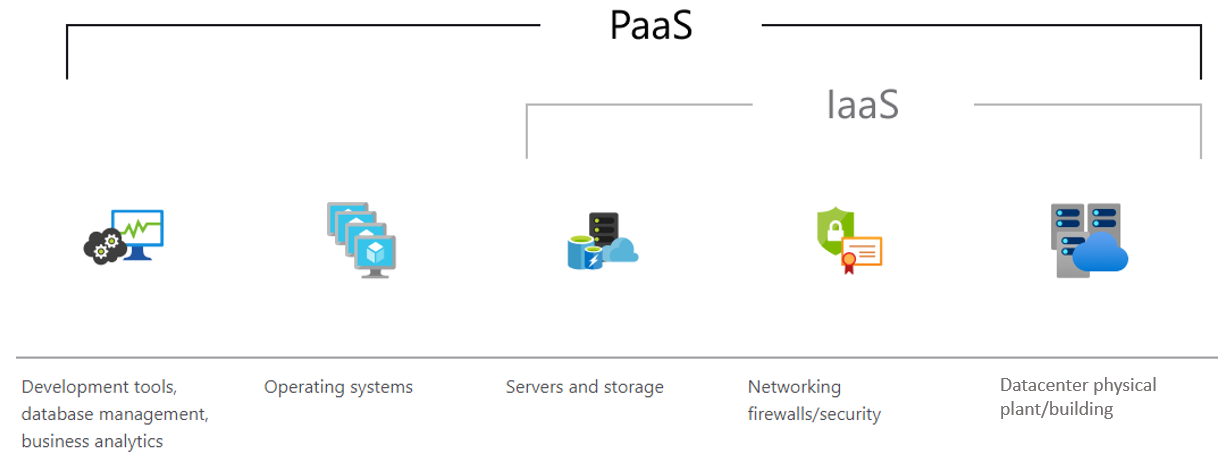 PaaS
IaaS
Development tools,
database management,
business analytics
Operating systems
Servers and storage
Networking
firewalls/security
Datacenter physical
plant/building